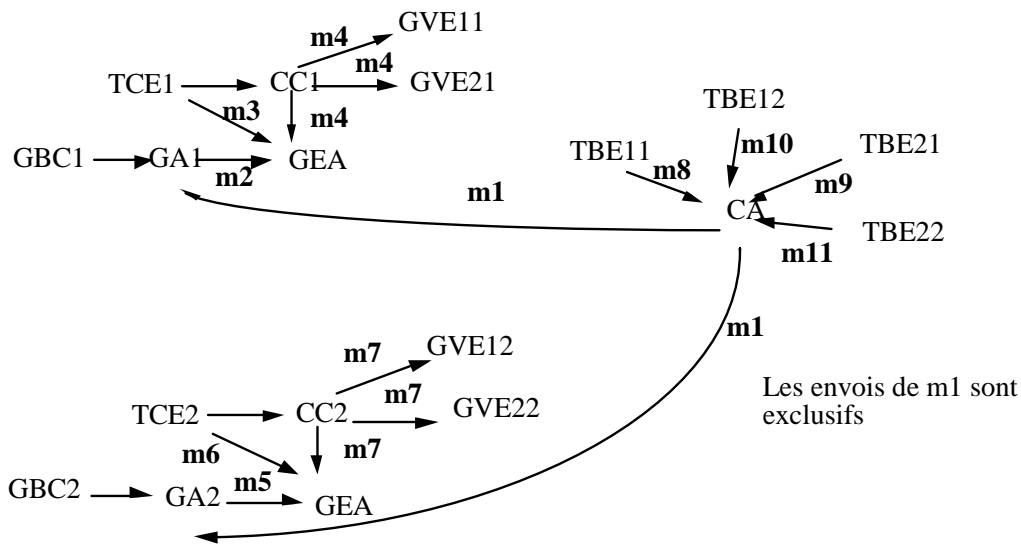 GVE11
m4
m4
TCE1
CC1
GVE21
TBE12
m3
m4
TBE11
m10
TBE21
GBC1
GA1
GEA
m8
m2
m9
m1
CA
TBE22
m11
m1
GVE12
m7
m7
Les envois de m1 sont
exclusifs
TCE2
CC2
GVE22
m6
m7
GBC2
GA2
m5
GEA